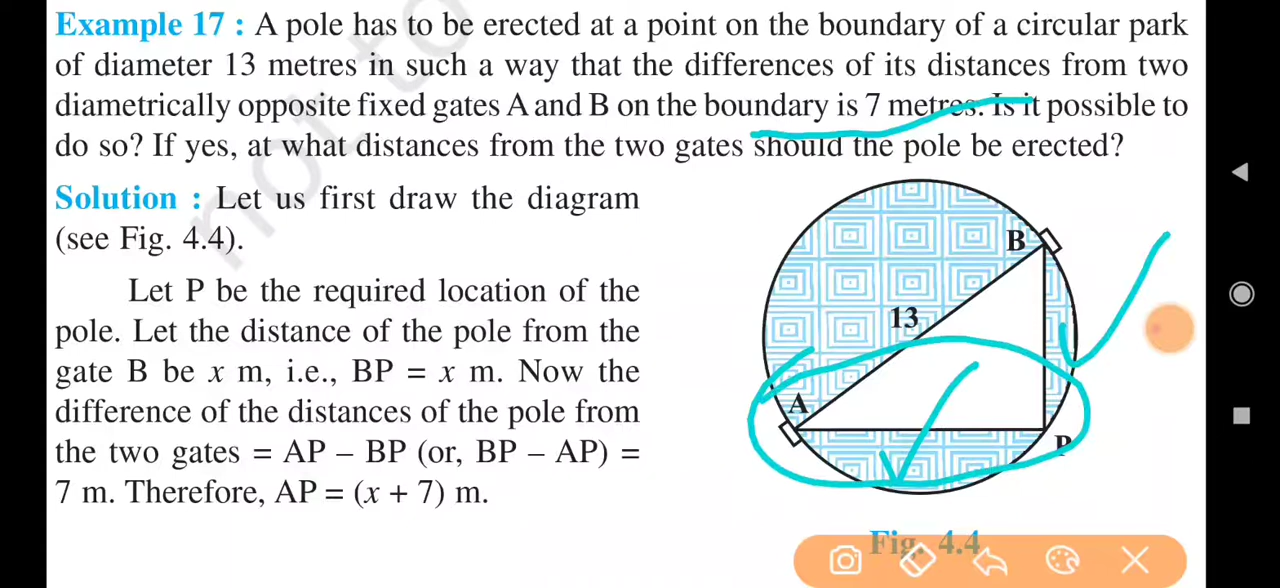 Example 17 : A pole has to be erected at a point on the boundary of a circular park
of diameter 13 metres in such a way that the differences of its distances from two
diametrically opposite fixed gates A and B on the boundary is 7 metres. Is it possible to
do so? If yes, at what distances from the two gates should the pole be erected?
Solution : Let us first draw the diagram
(see Fig. 4.4).
Let P be the required location of the
pole. Let the distance of the pole from the
gate B be x m, i.e., BP = x m. Now the
difference of the distances of the pole from
the two gates = AP – BP (or, BP – AP) =
7 m. Therefore, AP = (x + 7) m.
B
13
A
P
Fig. 4.4
not to